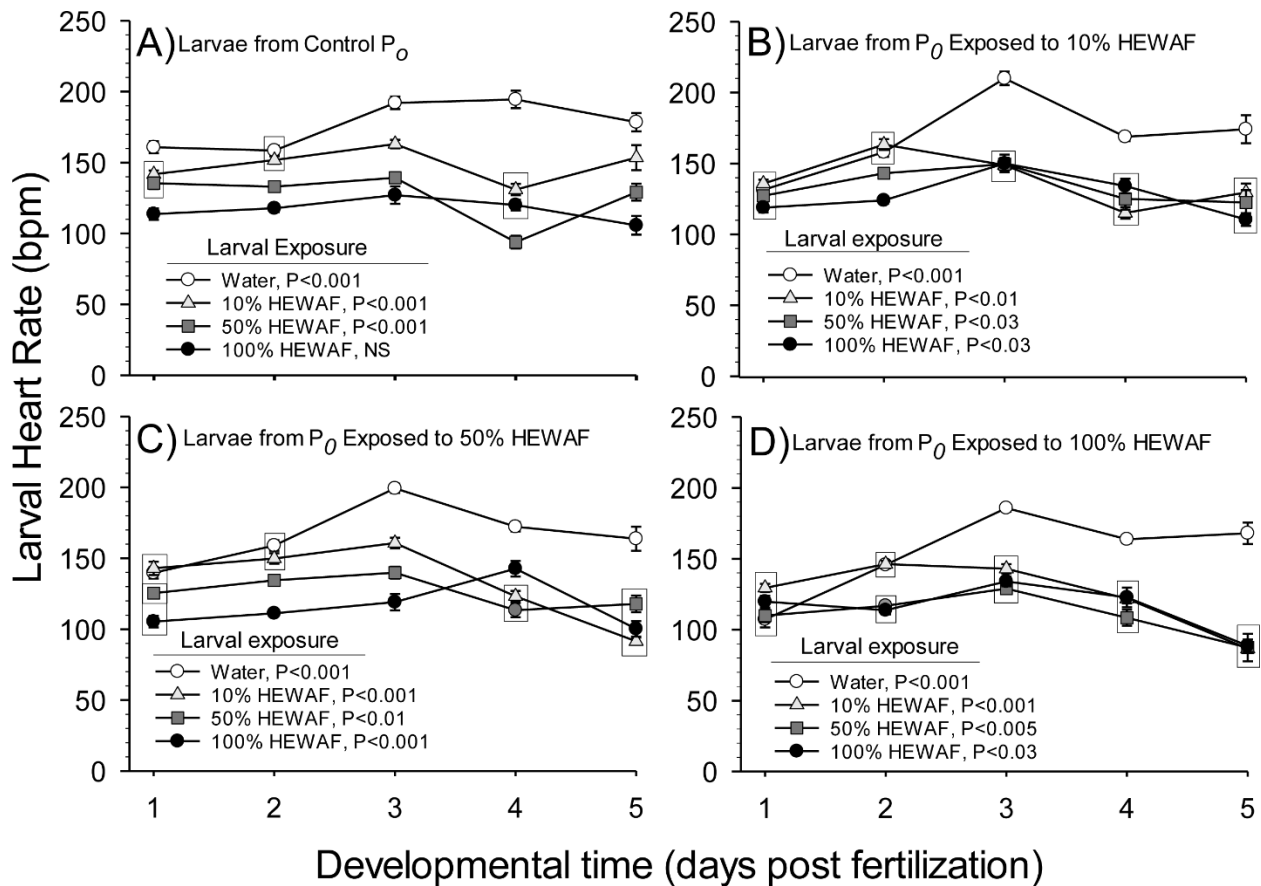 Larval Heart Rate (bpm)
A) Larvae from Control Po
250
200
150
100
50
0
Larval Exposure
Water, P<0.001
10% HEWAF, P<0.001
50% HEWAF, P<0.001
100% HEWAF, NS
B) Larvae from P0 Exposed to 10% HEWAF
250
200
150
100
50
0
Larval exposure
Water, P<0.001
10% HEWAF, P<0.01
50% HEWAF, P<0.03
100% HEWAF, P<0.03
C) Larvae from P0 Exposed to 50% HEWAF
250
200
150
100
50
0
Larval exposure
Water, P<0.001
10% HEWAF, P<0.001
50% HEWAF, P<0.01
100% HEWAF, P<0.001
1 2 3 4 5
D) Larvae from P0 Exposed to 100% HEWAF
250
200
150
100
50
0
Larval exposure
Water, P<0.001
10% HEWAF, P<0.001
50% HEWAF, P<0.005
100% HEWAF, P<0.03
1 2 3 4 5
Developmental time (days post fertilization)